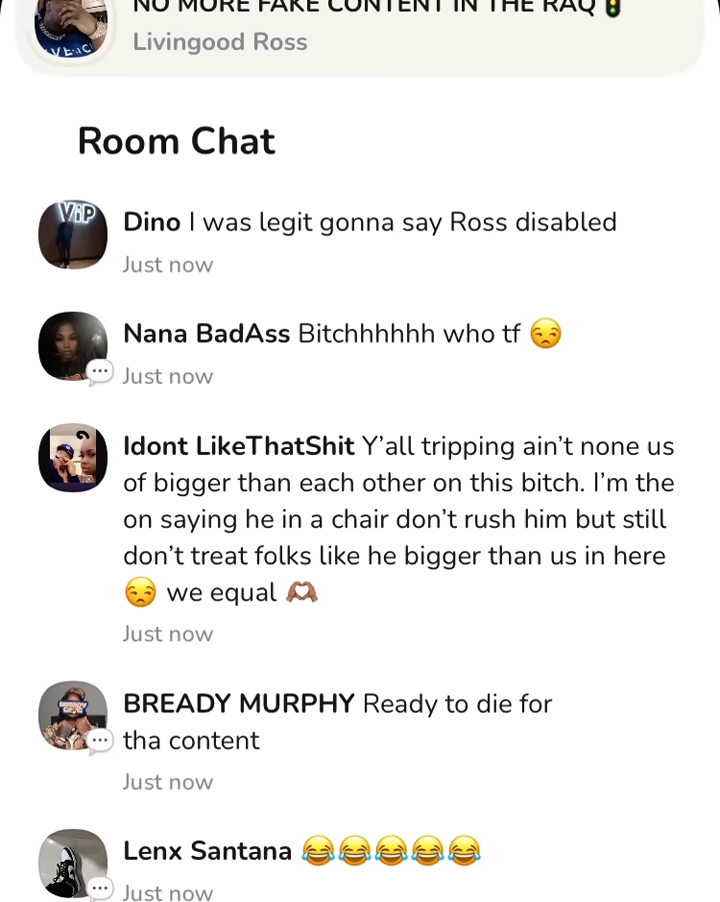 NO MORE FAKE CONTENT IN THE RAQ🚦
Livingood Ross
Room Chat
ViP
Dino I was legit gonna say Ross disabled
Just now
Nana BadAss Bitchhhhhh who tf 😒
Just now
Idont LikeThatShit Y'all tripping ain't none us
of bigger than each other on this bitch. I'm the
on saying he in a chair don't rush him but still
don't treat folks like he bigger than us in here
😒 we equal 🫶🏽
Just now
BREADY MURPHY Ready to die for
tha content
Just now
Lenx Santana 😂😂😂😂😂
Just now